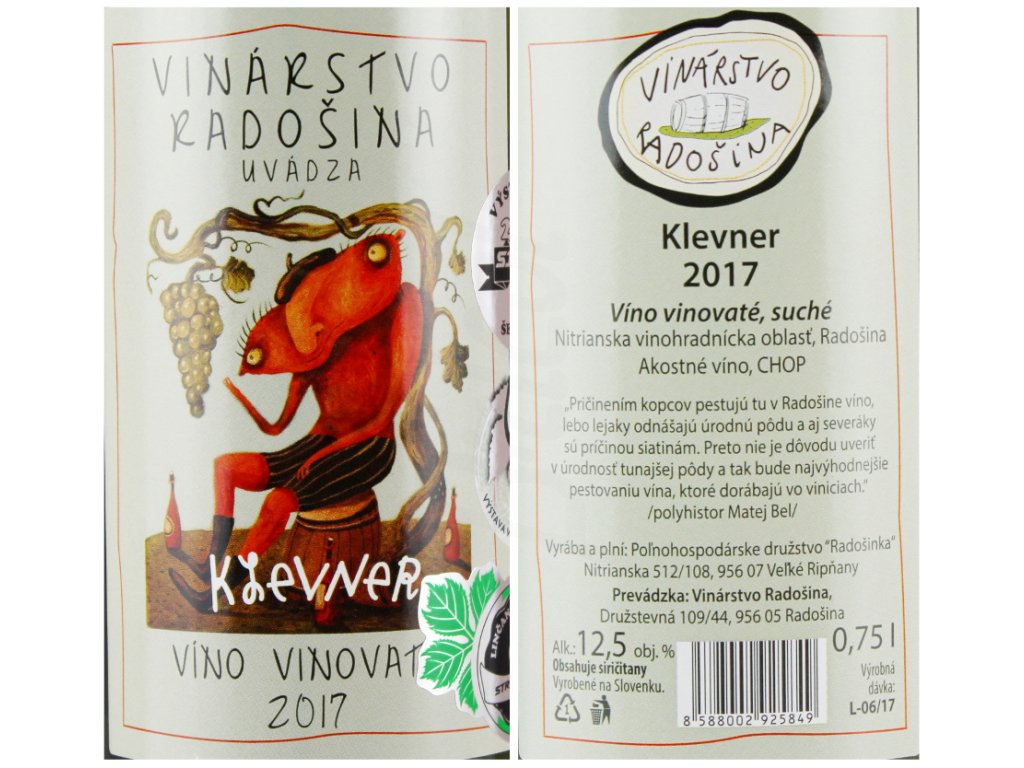 VINÁRSTVO
RADOŠINA
UVÁDZA
KLEVNER
VÍNO
2017
VINÁRSTVO
RADOŠINA
Klevner
2017
Víno vinovaté, suché
Nitrianska vinohradnícka oblasť, Radošina
Akostné víno, CHOP
„Pričinením kopcov pestujú tu v Radošine víno,
lebo lejaky odnášajú úrodnú pôdu a aj severáky
sú príčinou siatinám. Preto nie je dôvodu uveriť
v úrodnosť tunajšej pôdy a tak bude najvýhodnejšie
pestovaniu vína, ktoré dorábajú vo viniciach."
/polyhistor Matej Bel/
Vyrába a plní: Poľnohospodárske družstvo "Radošinka"
Nitrianska 512/108, 956 07 Veľké Ripňany
Prevádzka: Vinárstvo Radošina,
Družstevná 109/44, 956 05 Radošina
Alk.: 12,5 obj. %
Obsahuje siričitany
Vyrobené na Slovenku.
8 588002 925849
0,75 l
Výrobná
dávka:
L-06/17